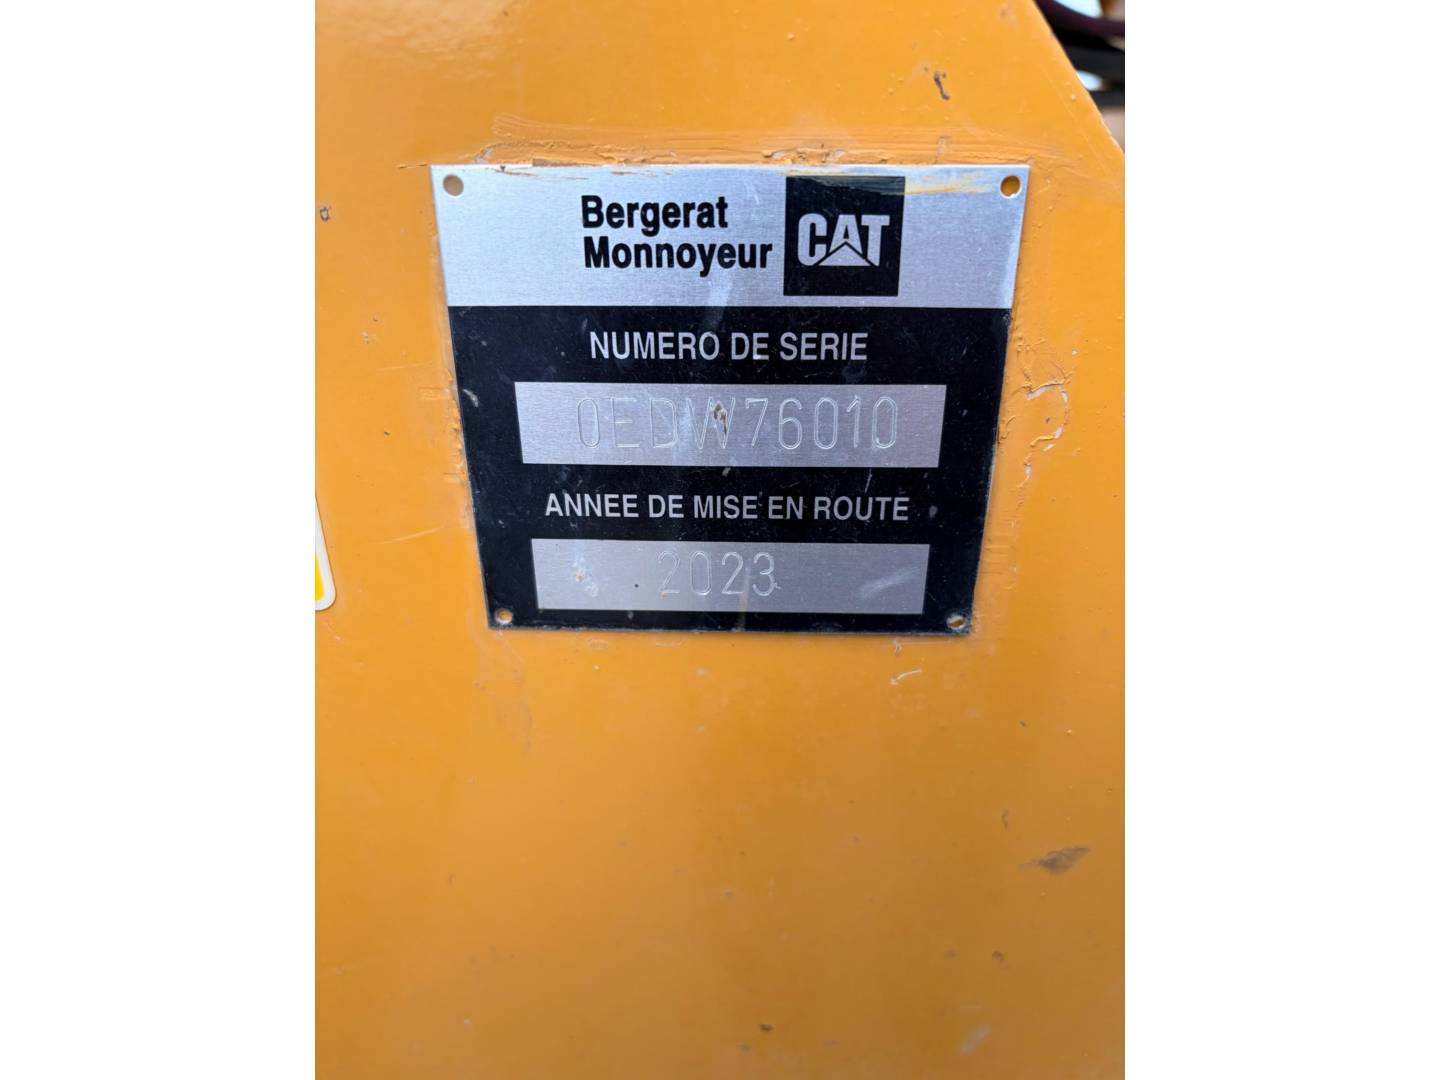 Bergerat
Monnoyeur
CAT
NUMERO DE SERIE
0EDW76010
ANNEE DE MISE EN ROUTE
2023